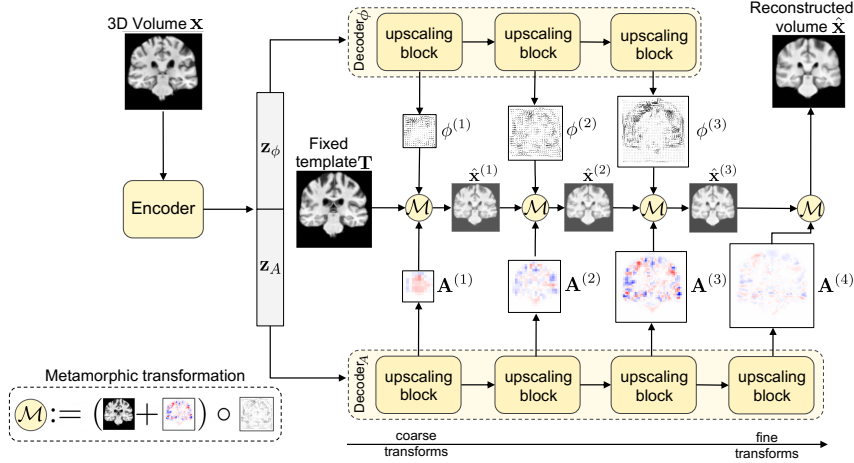 3D Volume 𝐱
Reconstructed
volume x̂
Decoder_ϕ
upscaling
block
upscaling
block
upscaling
block
ϕ⁽¹⁾
ϕ⁽²⁾
ϕ⁽³⁾
z_ϕ
Fixed
template T
x̂⁽¹⁾
x̂⁽²⁾
x̂⁽³⁾
Encoder
ℳ
ℳ
ℳ
ℳ
z_A
A⁽¹⁾
A⁽²⁾
A⁽³⁾
A⁽⁴⁾
Decoder_A
upscaling
block
upscaling
block
upscaling
block
upscaling
block
Metamorphic transformation
ℳ := ( + ) ∘
coarse
transforms
fine
transforms